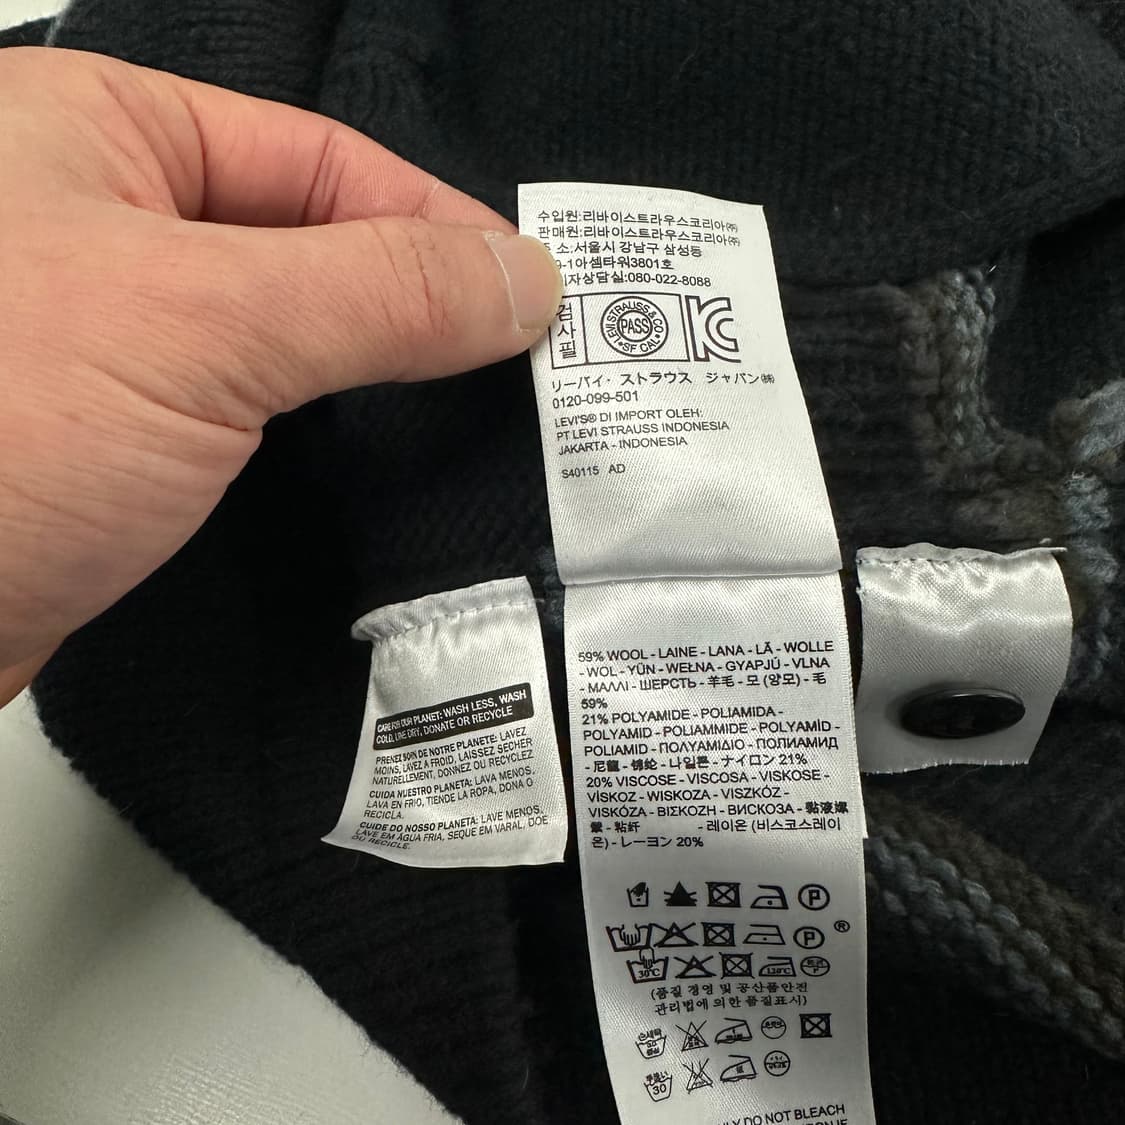 수입원:리바이스트라우스코리아㈜
판매원:리바이스트라우스코리아㈜
소:서울시 강남구 삼성동
-1아셈타워3801호
자상담실:080-022-8088
검사필
LEVI STRAUSS & CO
PASS
SF CAL
リーバイ・ストラウス ジャパン㈱
0120-099-501
LEVI'S® DI IMPORT OLEH:
PT LEVI STRAUSS INDONESIA
JAKARTA - INDONESIA
S40115 AD
59% WOOL - LAINE - LANA - LÃ - WOLLE
- WOL - YÜN - WEŁNA - GYAPJÚ - VLNA
- ΜΑΛΛΙ - ШЕРСТЬ - 羊毛 - 모 (양모) - 毛
59%
21% POLYAMIDE - POLIAMIDA -
POLYAMID - POLIAMMIDE - POLYAMİD -
POLIAMID - ΠΟΛΥΑΜΙΔΙΟ - ПОЛИАМИД
- 尼龍 - 锦纶 - 나일론 - ナイロン 21%
20% VISCOSE - VISCOSA - VISKOSE -
VİSKOZ - WISKOZA - VISZKÓZ -
VISKÓZA - ΒΙΣΚΟΖΗ - ВИСКОЗА - 黏液螺
縈 - 粘纤 - 레이온 (비스코스레이
온) - レーヨン 20%
P
P ®
30°C
(품질 경영 및 공산품안전
관리법에 의한 품질표시)
30
ONLY DO NOT BLEACH
CARE FOR OUR PLANET: WASH LESS, WASH
COLD, LINE DRY, DONATE OR RECYCLE
PRENEZ SOIN DE NOTRE PLANETE: LAVEZ
MOINS, LAVEZ A FROID, LAISSEZ SECHER
NATURELLEMENT, DONNEZ OU RECYCLEZ
CUIDA NUESTRO PLANETA: LAVA MENOS,
LAVA EN FRIO, TIENDE LA ROPA, DONA O
RECICLA.
CUIDE DO NOSSO PLANETA: LAVE MENOS,
LAVE EM ÁGUA FRIA, SEQUE EM VARAL, DOE
OU RECICLE.